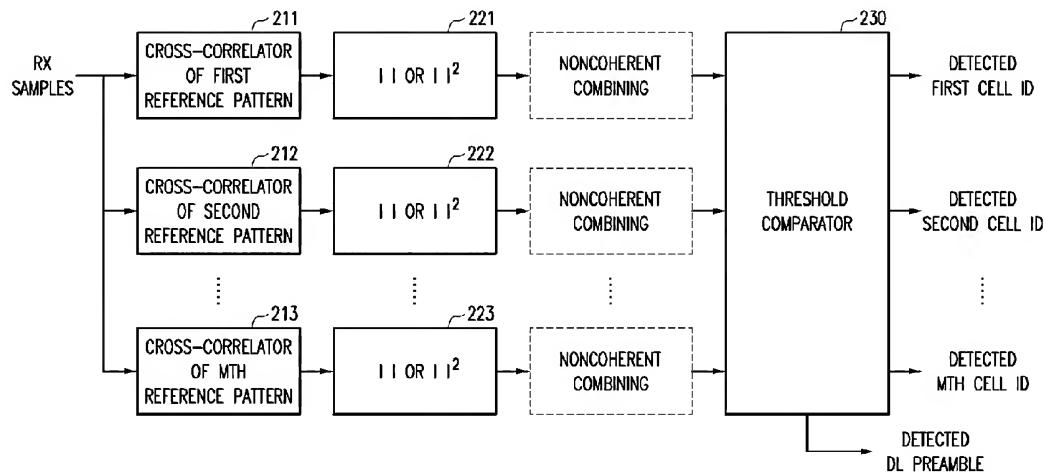 211
221
230
RX
SAMPLES
CROSS-CORRELATOR
OF FIRST
REFERENCE PATTERN
| | OR | |²
NONCOHERENT
COMBINING
DETECTED
FIRST CELL ID
212
222
CROSS-CORRELATOR
OF SECOND
REFERENCE PATTERN
| | OR | |²
NONCOHERENT
COMBINING
THRESHOLD
COMPARATOR
DETECTED
SECOND CELL ID
213
223
CROSS-CORRELATOR
OF MTH
REFERENCE PATTERN
| | OR | |²
NONCOHERENT
COMBINING
DETECTED
MTH CELL ID
DETECTED
DL PREAMBLE